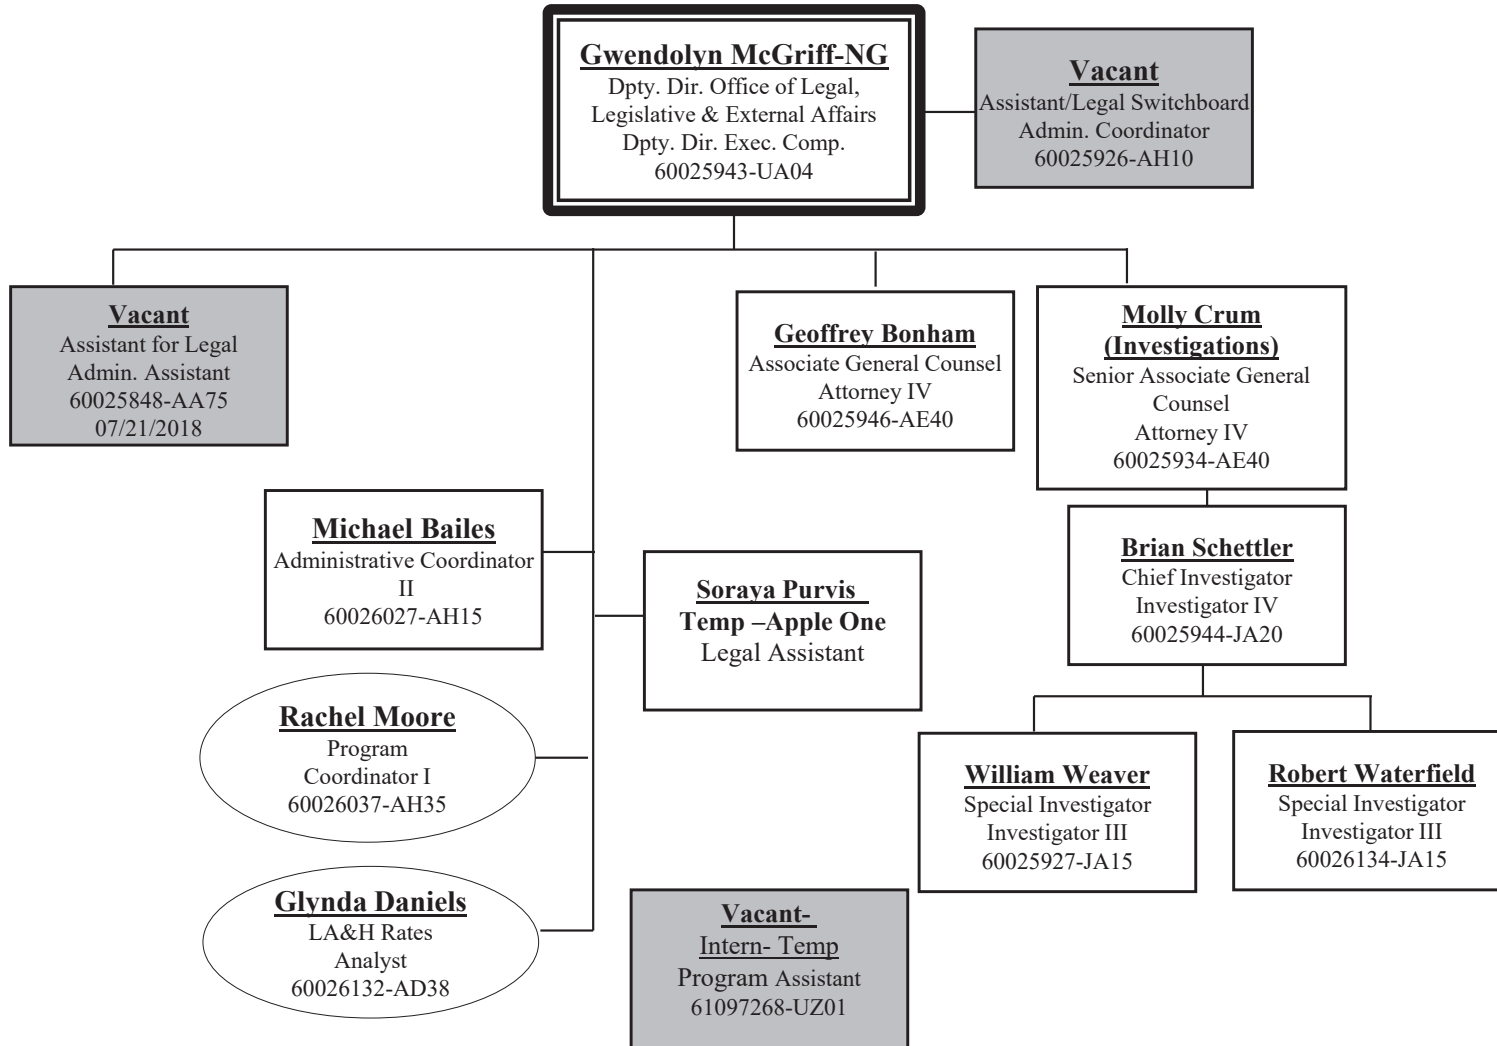 Gwendolyn McGriff-NG
Dpty. Dir. Office of Legal,
Legislative & External Affairs
Dpty. Dir. Exec. Comp.
60025943-UA04
Vacant
Assistant/Legal Switchboard
Admin. Coordinator
60025926-AH10
Vacant
Assistant for Legal
Admin. Assistant
60025848-AA75
07/21/2018
Geoffrey Bonham
Associate General Counsel
Attorney IV
60025946-AE40
Molly Crum
(Investigations)
Senior Associate General
Counsel
Attorney IV
60025934-AE40
Michael Bailes
Administrative Coordinator
II
60026027-AH15
Soraya Purvis
Temp –Apple One
Legal Assistant
Brian Schettler
Chief Investigator
Investigator IV
60025944-JA20
Rachel Moore
Program
Coordinator I
60026037-AH35
William Weaver
Special Investigator
Investigator III
60025927-JA15
Robert Waterfield
Special Investigator
Investigator III
60026134-JA15
Glynda Daniels
LA&H Rates
Analyst
60026132-AD38
Vacant-
Intern- Temp
Program Assistant
61097268-UZ01